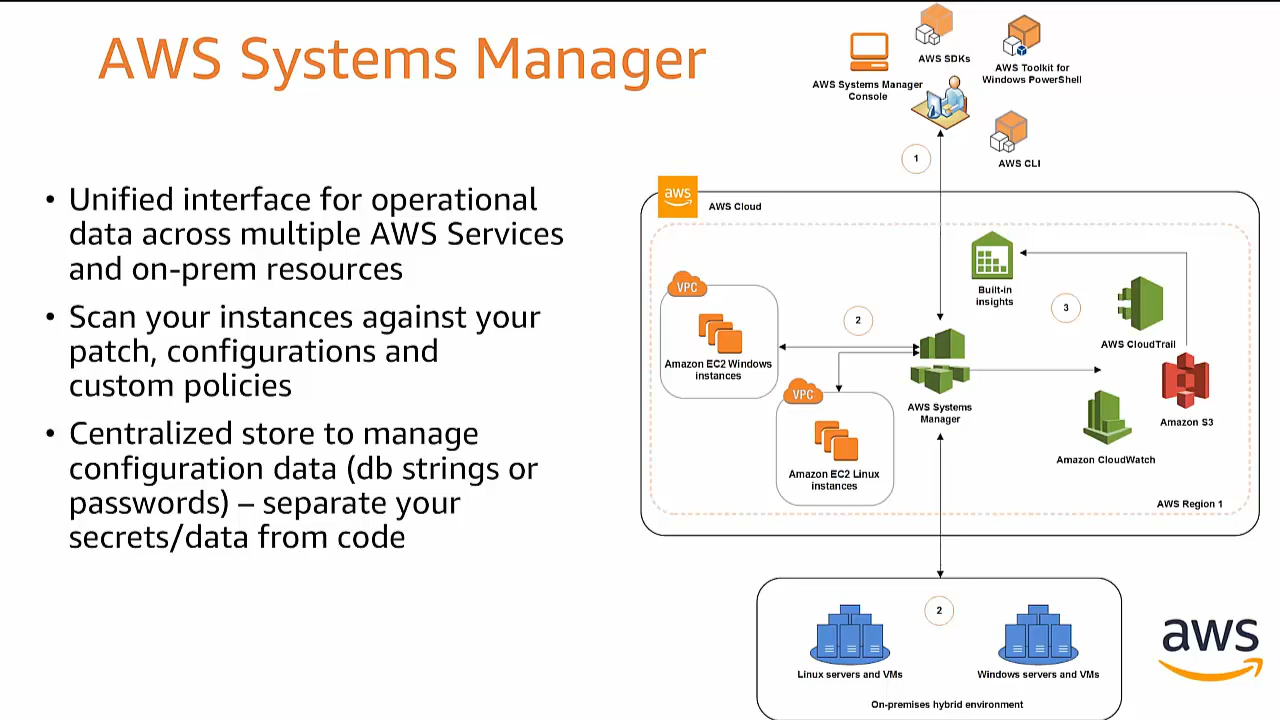 AWS Systems Manager
• Unified interface for operational
data across multiple AWS Services
and on-prem resources
• Scan your instances against your
patch, configurations and
custom policies
• Centralized store to manage
configuration data (db strings or
passwords) – separate your
secrets/data from code
AWS SDKs
AWS Toolkit for
Windows PowerShell
AWS Systems Manager
Console
AWS CLI
1
aws
AWS Cloud
VPC
Amazon EC2 Windows
instances
2
VPC
Amazon EC2 Linux
instances
Built-in
insights
3
AWS CloudTrail
AWS Systems
Manager
Amazon S3
Amazon CloudWatch
AWS Region 1
2
Linux servers and VMs
Windows servers and VMs
On-premises hybrid environment
aws